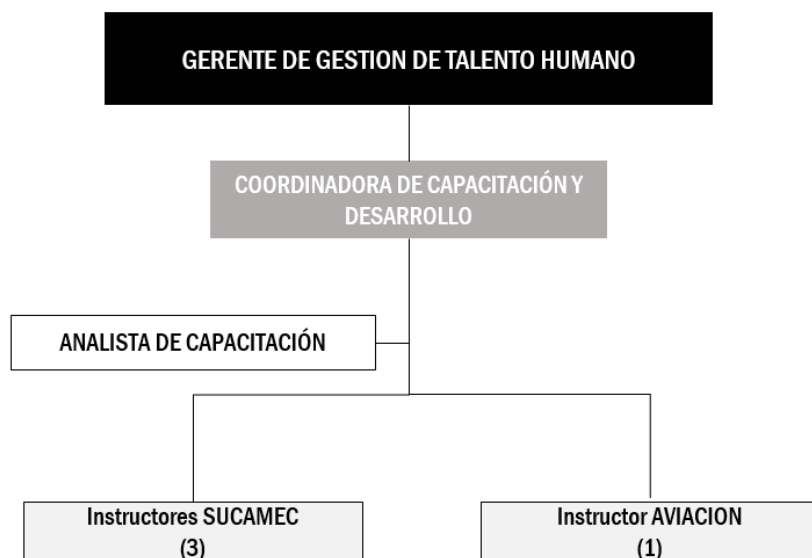 GERENTE DE GESTION DE TALENTO HUMANO
COORDINADORA DE CAPACITACIÓN Y
DESARROLLO
ANALISTA DE CAPACITACIÓN
Instructores SUCAMEC
(3)
Instructor AVIACION
(1)